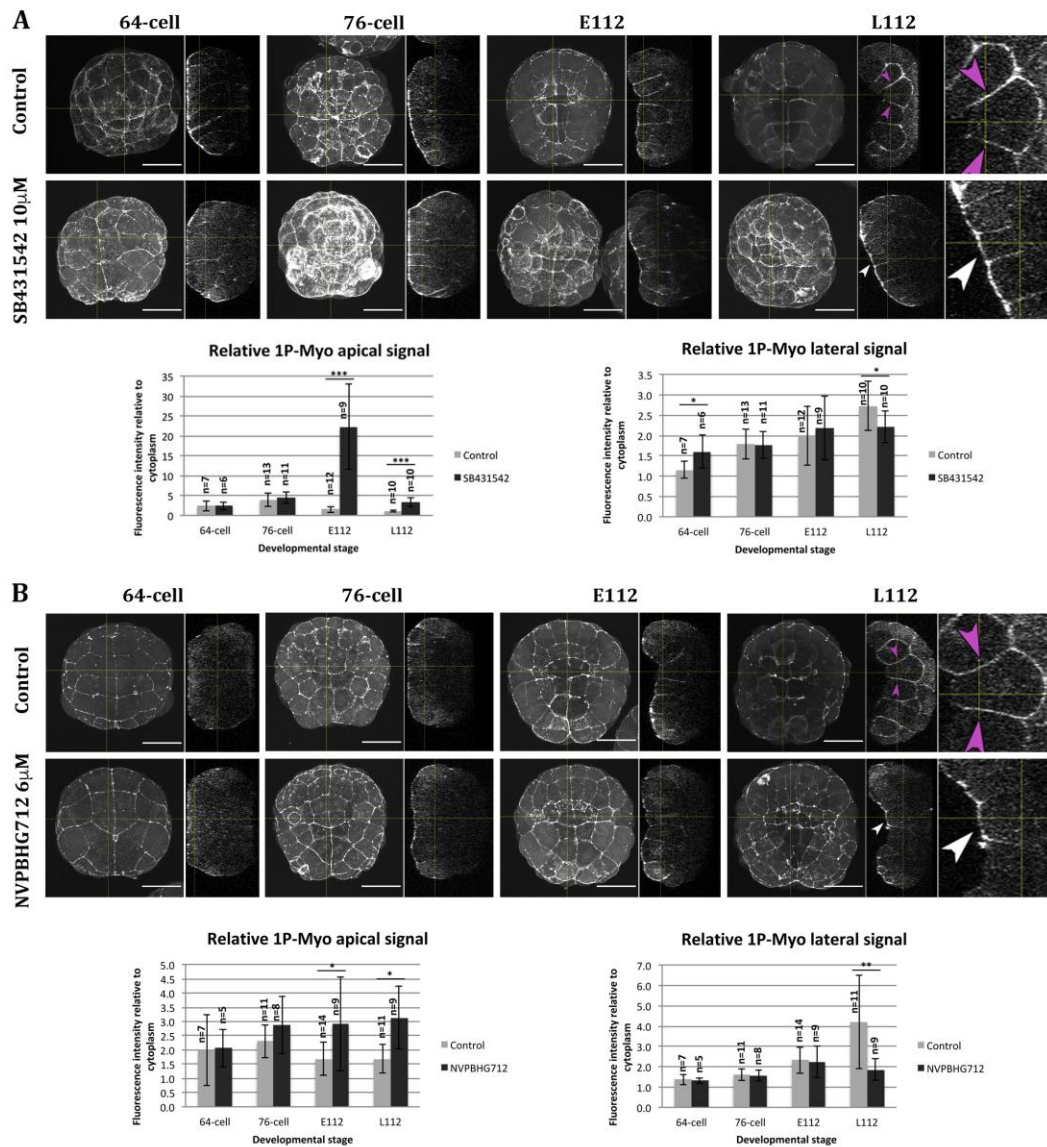 A
64-cell 76-cell E112 L112
Control
SB431542 10μM
Relative 1P-Myo apical signal
Fluorescence intensity relative to cytoplasm
35
30
25
20
15
10
5
0
n=7 n=6 n=13 n=11 n=12 *** n=9 n=10 *** n=10
64-cell 76-cell E112 L112
Developmental stage
Control
SB431542
Relative 1P-Myo lateral signal
Fluorescence intensity relative to cytoplasm
3.5
3.0
2.5
2.0
1.5
1.0
0.5
0.0
n=7 * n=6 n=13 n=11 n=12 n=9 n=10 * n=10
64-cell 76-cell E112 L112
Developmental stage
Control
SB431542
B
64-cell 76-cell E112 L112
Control
NVPBHG712 6μM
Relative 1P-Myo apical signal
Fluorescence intensity relative to cytoplasm
5.0
4.5
4.0
3.5
3.0
2.5
2.0
1.5
1.0
0.5
0.0
n=7 n=5 n=11 n=8 n=14 * n=9 n=11 * n=9
64-cell 76-cell E112 L112
Developmental stage
Control
NVPBHG712
Relative 1P-Myo lateral signal
Fluorescence intensity relative to cytoplasm
7.0
6.0
5.0
4.0
3.0
2.0
1.0
0.0
n=7 n=5 n=11 n=8 n=14 n=9 n=11 ** n=9
64-cell 76-cell E112 L112
Developmental stage
Control
NVPBHG712